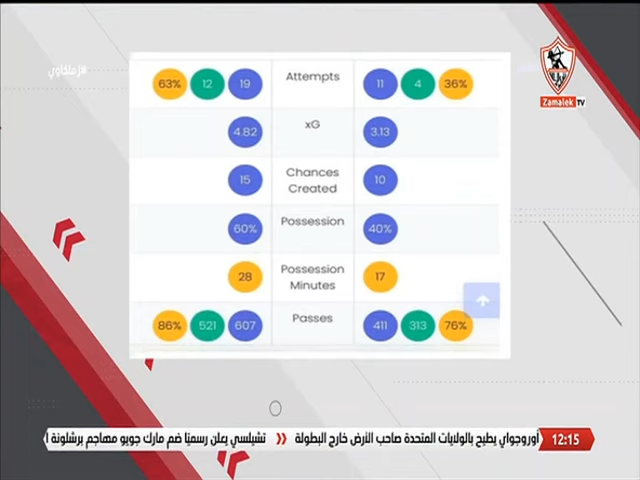 #زملكاوي
Zamalek TV
63% 12 19 Attempts 11 4 36%
4.82 xG 3.13
15 Chances Created 10
60% Possession 40%
28 Possession Minutes 17
86% 521 607 Passes 411 313 76%
12:15 أوروجواي يطيح بالولايات المتحدة صاحب الأرض خارج البطولة » تشيلسي يعلن رسميًا ضم مارك جويو مهاجم برشلونة ا